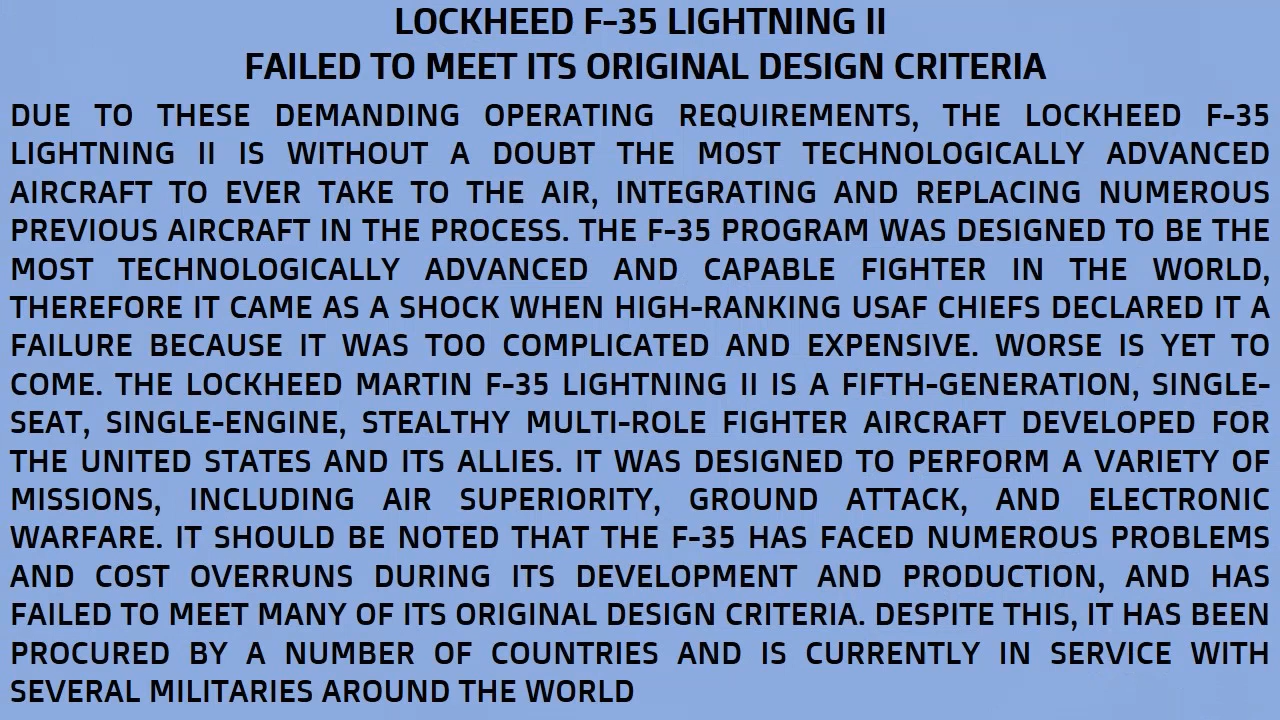 LOCKHEED F-35 LIGHTNING II
FAILED TO MEET ITS ORIGINAL DESIGN CRITERIA
DUE TO THESE DEMANDING OPERATING REQUIREMENTS, THE LOCKHEED F-35
LIGHTNING II IS WITHOUT A DOUBT THE MOST TECHNOLOGICALLY ADVANCED
AIRCRAFT TO EVER TAKE TO THE AIR, INTEGRATING AND REPLACING NUMEROUS
PREVIOUS AIRCRAFT IN THE PROCESS. THE F-35 PROGRAM WAS DESIGNED TO BE THE
MOST TECHNOLOGICALLY ADVANCED AND CAPABLE FIGHTER IN THE WORLD,
THEREFORE IT CAME AS A SHOCK WHEN HIGH-RANKING USAF CHIEFS DECLARED IT A
FAILURE BECAUSE IT WAS TOO COMPLICATED AND EXPENSIVE. WORSE IS YET TO
COME. THE LOCKHEED MARTIN F-35 LIGHTNING II IS A FIFTH-GENERATION, SINGLE-
SEAT, SINGLE-ENGINE, STEALTHY MULTI-ROLE FIGHTER AIRCRAFT DEVELOPED FOR
THE UNITED STATES AND ITS ALLIES. IT WAS DESIGNED TO PERFORM A VARIETY OF
MISSIONS, INCLUDING AIR SUPERIORITY, GROUND ATTACK, AND ELECTRONIC
WARFARE. IT SHOULD BE NOTED THAT THE F-35 HAS FACED NUMEROUS PROBLEMS
AND COST OVERRUNS DURING ITS DEVELOPMENT AND PRODUCTION, AND HAS
FAILED TO MEET MANY OF ITS ORIGINAL DESIGN CRITERIA. DESPITE THIS, IT HAS BEEN
PROCURED BY A NUMBER OF COUNTRIES AND IS CURRENTLY IN SERVICE WITH
SEVERAL MILITARIES AROUND THE WORLD